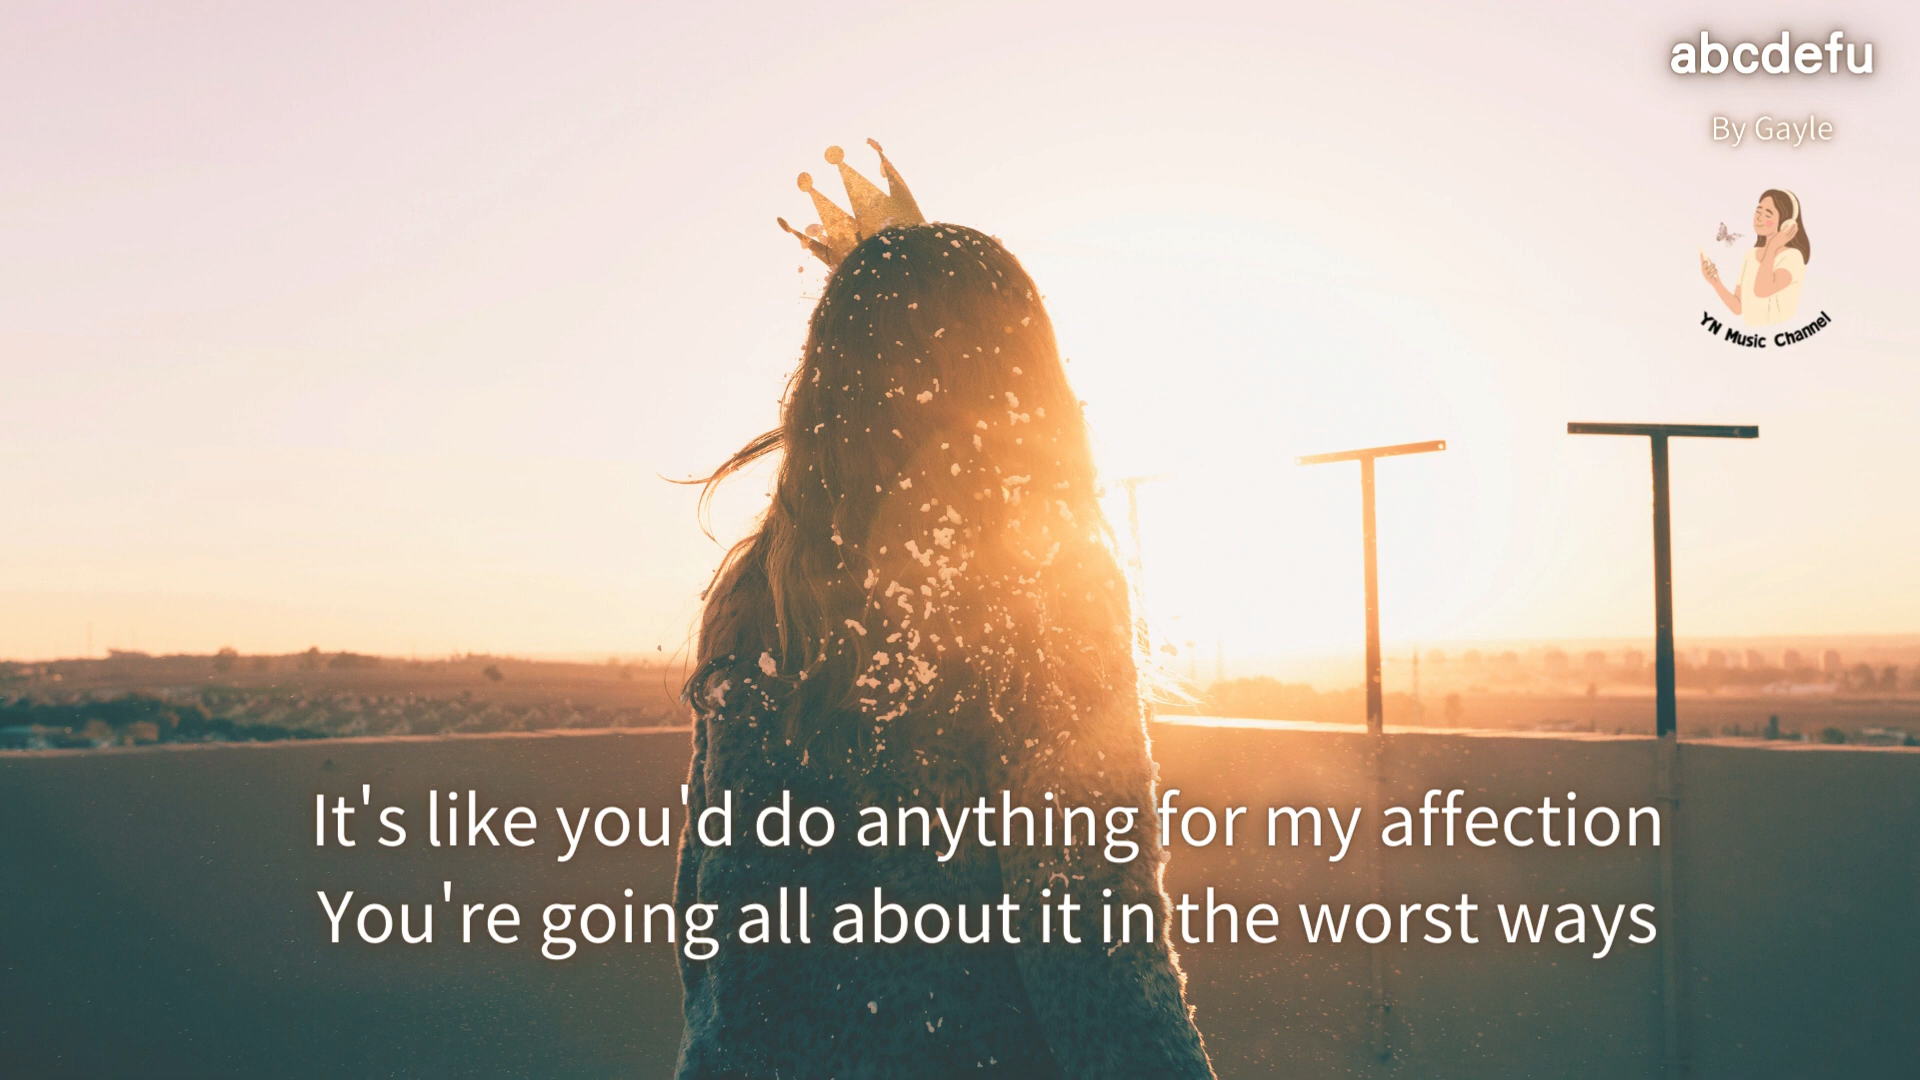 abcdefu
By Gayle
YN Music Channel
It's like you'd do anything for my affection
You're going all about it in the worst ways